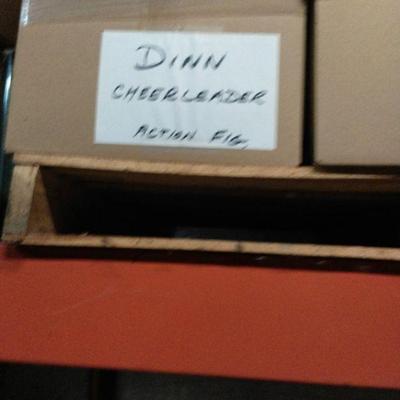 DINN
CHEERLEADER
ACTION FIG.